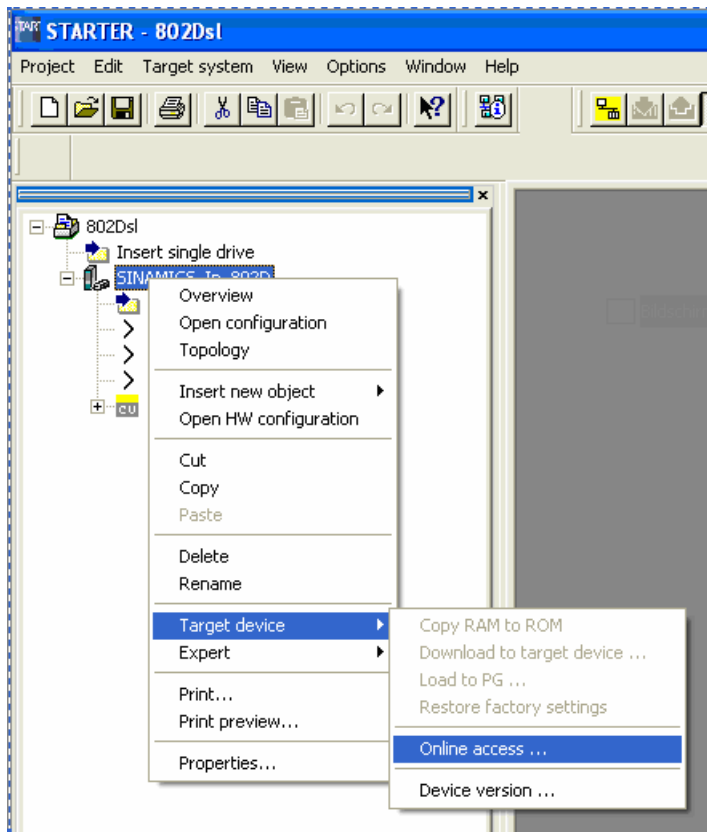 STARTER - 802Dsl
Project Edit Target system View Options Window Help
802Dsl
Insert single drive
SINAMICS_In_802D
Overview
Open configuration
Topology
Insert new object
Open HW configuration
CU
Cut
Copy
Paste
Delete
Rename
Target device
Expert
Print...
Print preview...
Properties...
Copy RAM to ROM
Download to target device ...
Load to PG ...
Restore factory settings
Online access ...
Device version ...